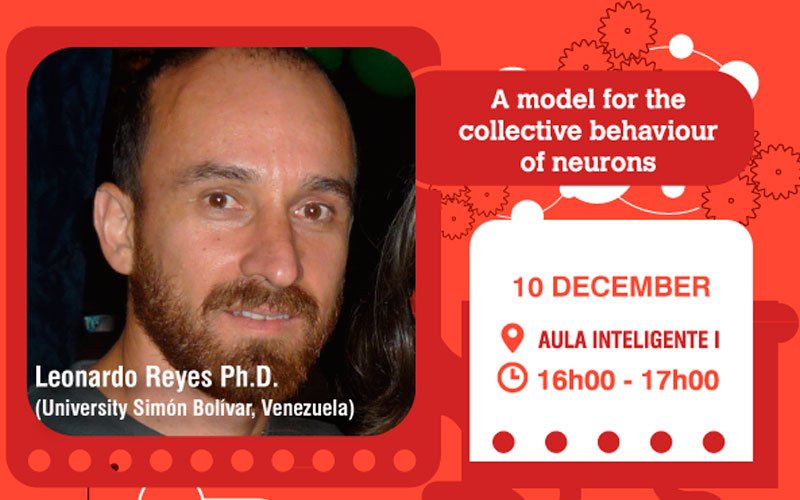 A model for the
collective behaviour
of neurons
10 DECEMBER
AULA INTELIGENTE I
16h00 - 17h00
Leonardo Reyes Ph.D.
(University Simón Bolívar, Venezuela)